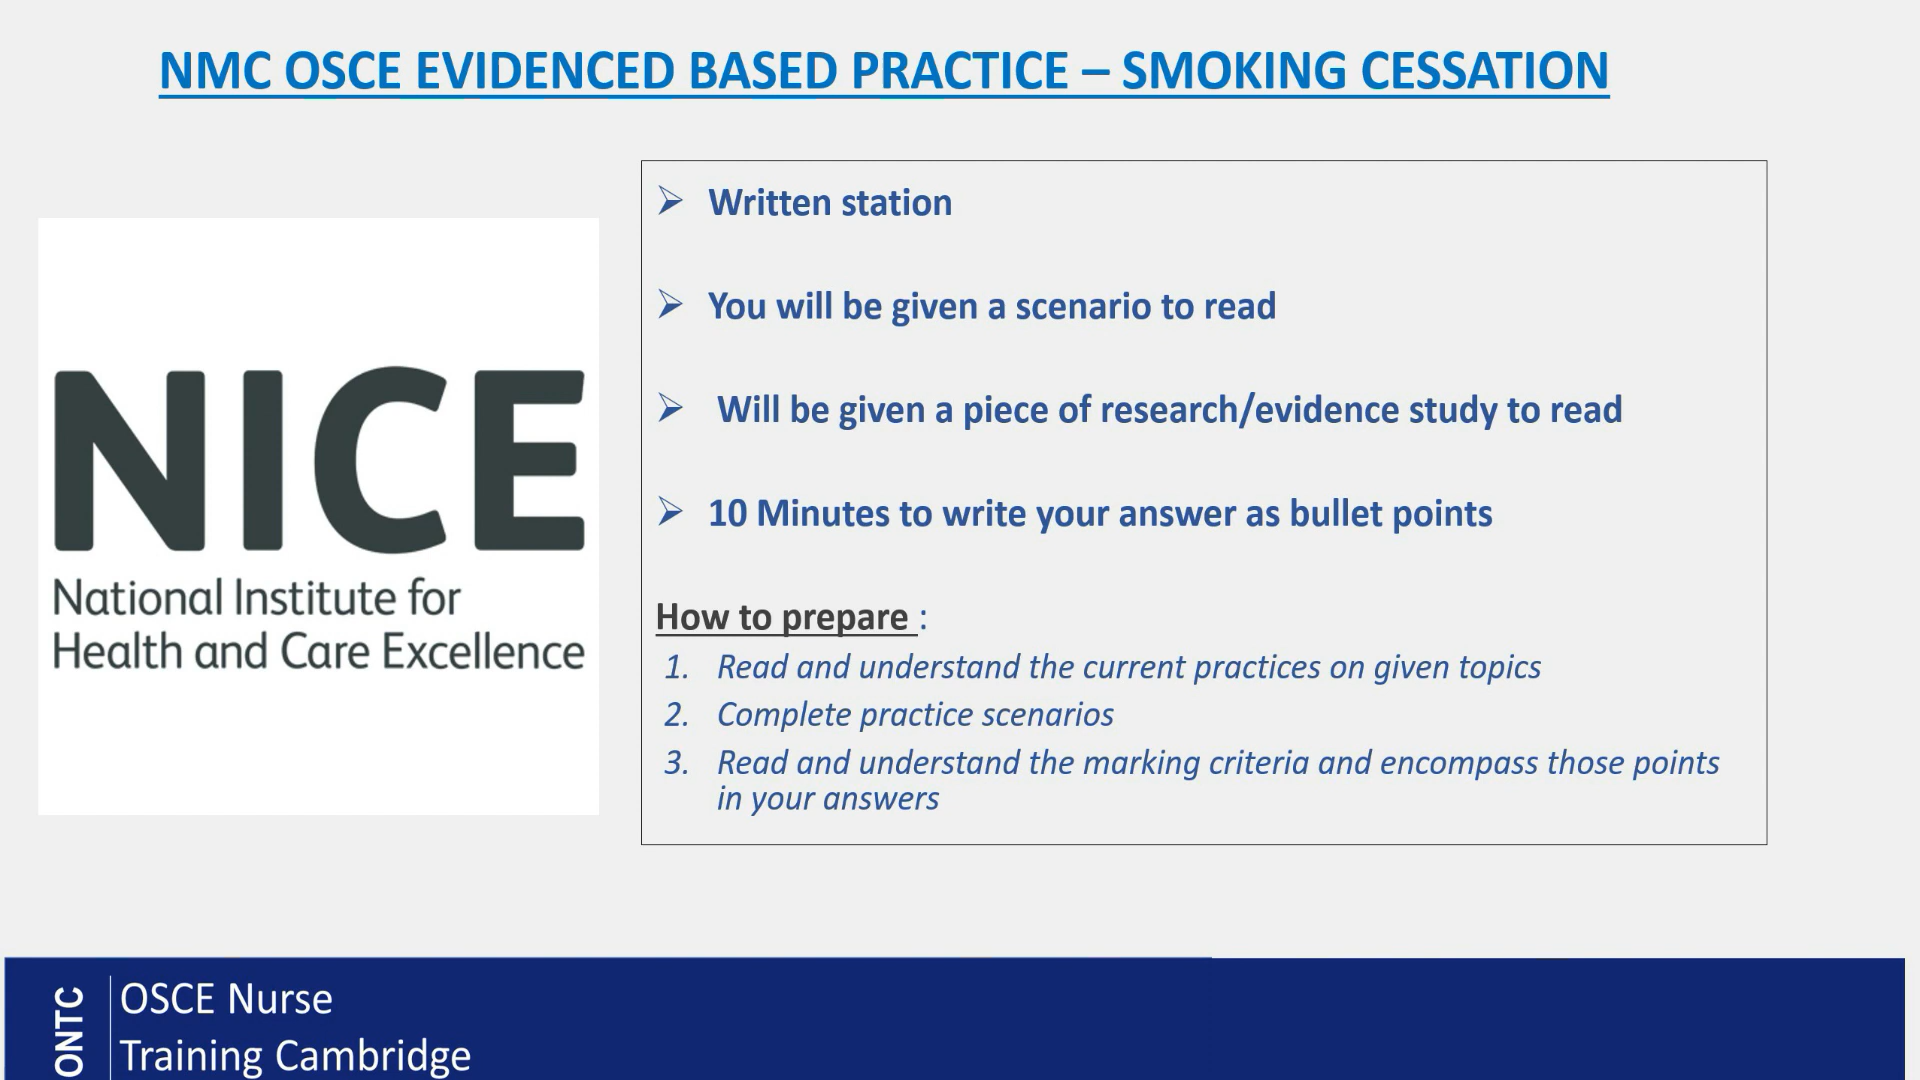 NMC OSCE EVIDENCED BASED PRACTICE – SMOKING CESSATION
NICE
National Institute for
Health and Care Excellence
➢ Written station
➢ You will be given a scenario to read
➢ Will be given a piece of research/evidence study to read
➢ 10 Minutes to write your answer as bullet points
How to prepare :
1. Read and understand the current practices on given topics
2. Complete practice scenarios
3. Read and understand the marking criteria and encompass those points
in your answers
ONTC
OSCE Nurse
Training Cambridge